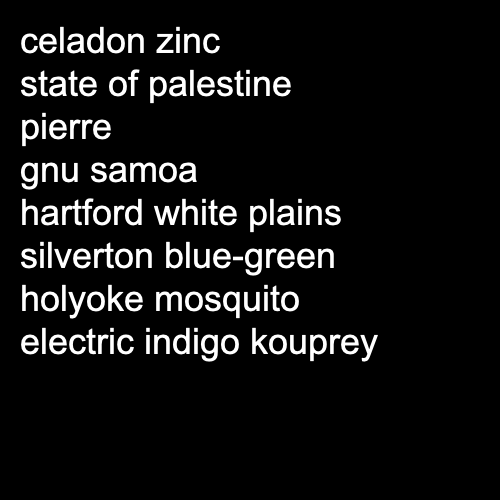 celadon zinc
state of palestine
pierre
gnu samoa
hartford white plains
silverton blue-green
holyoke mosquito
electric indigo kouprey